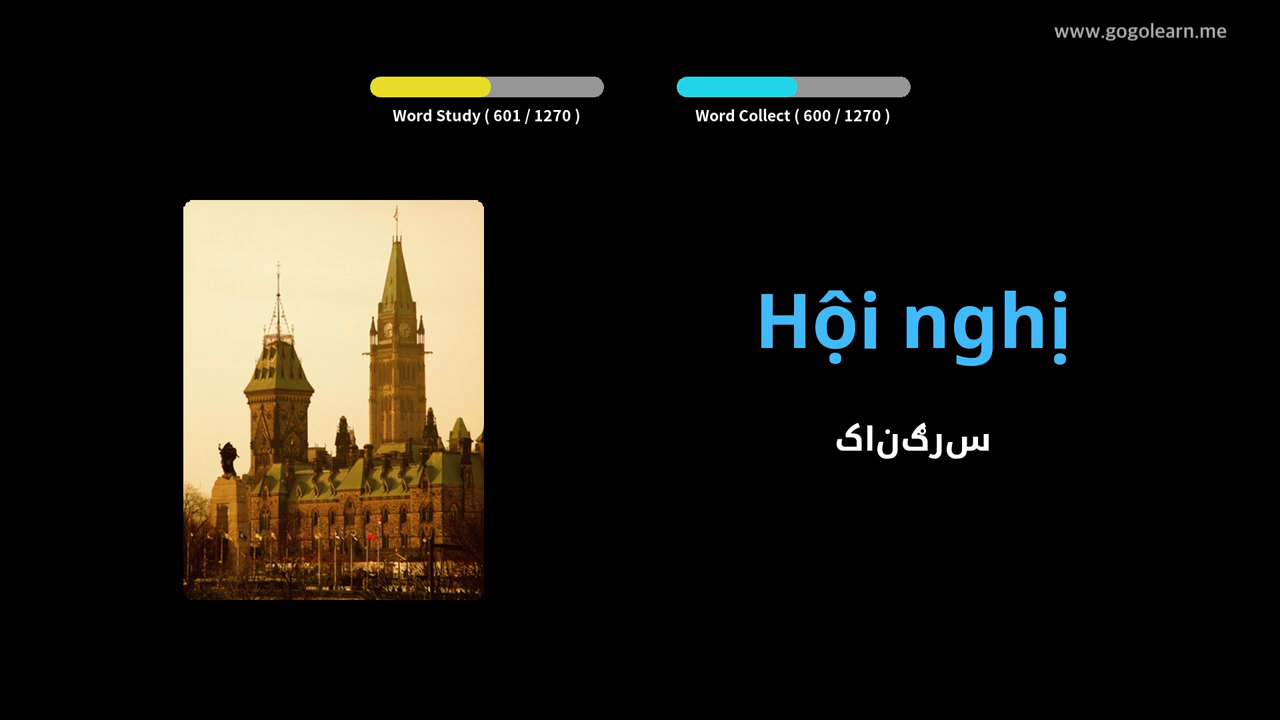 www.gogolearn.me
Word Study ( 601 / 1270 )
Word Collect ( 600 / 1270 )
Hội nghị
سرگناک